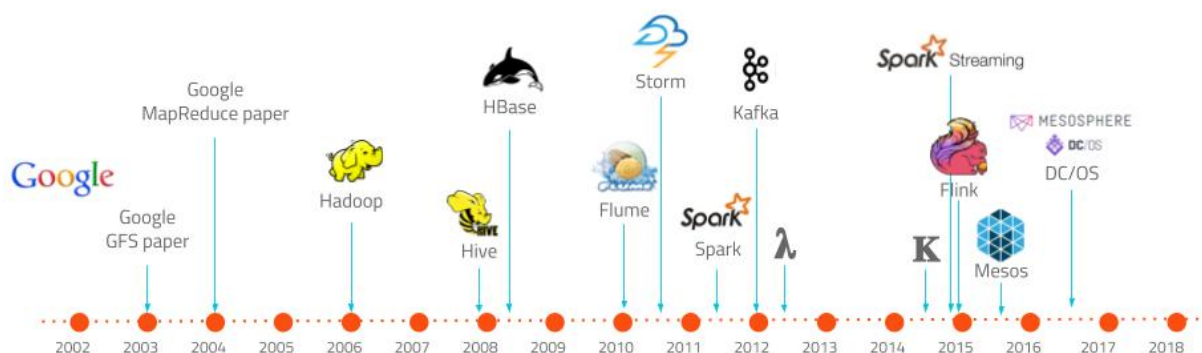 Google
MapReduce paper
Google
Google
GFS paper
Hadoop
HIVE
Hive
HBase
Flume
Storm
Spark
Spark
Kafka
λ
Spark Streaming
Flink
K
Mesos
MESOSPHERE
DC/OS
DC/OS
2002 2003 2004 2005 2006 2007 2008 2009 2010 2011 2012 2013 2014 2015 2016 2017 2018